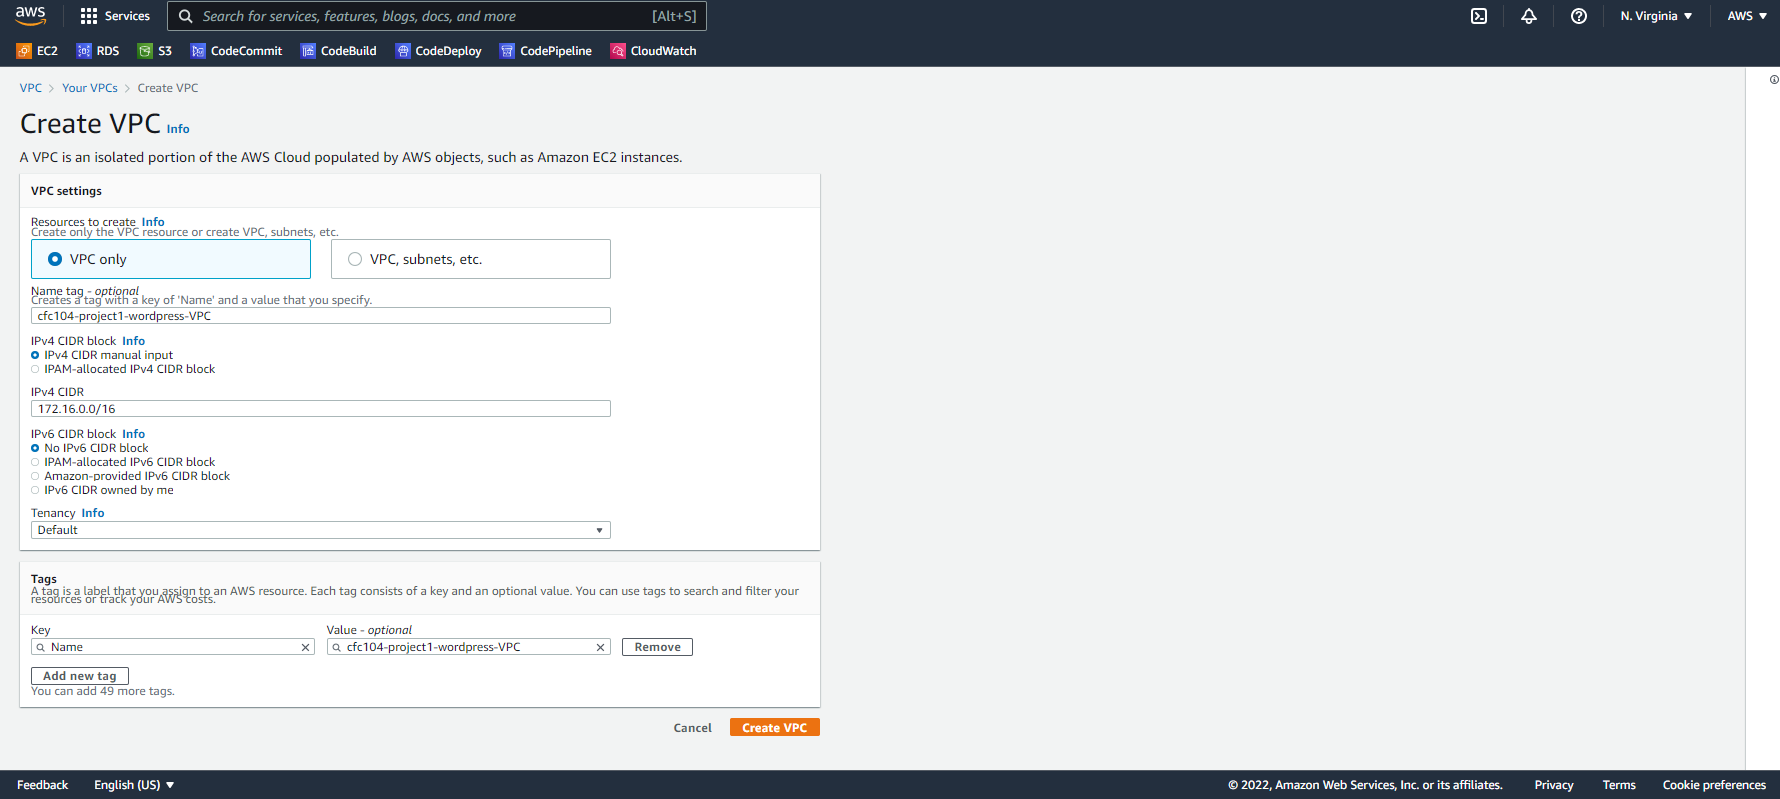 aws Services Search for services, features, blogs, docs, and more [Alt+S] N. Virginia AWS
EC2 RDS S3 CodeCommit CodeBuild CodeDeploy CodePipeline CloudWatch
VPC > Your VPCs > Create VPC
Create VPC Info
A VPC is an isolated portion of the AWS Cloud populated by AWS objects, such as Amazon EC2 instances.
VPC settings
Resources to create Info
Create only the VPC resource or create VPC, subnets, etc.
VPC only VPC, subnets, etc.
Name tag - optional
Creates a tag with a key of 'Name' and a value that you specify.
cfc104-project1-wordpress-VPC
IPv4 CIDR block Info
IPv4 CIDR manual input
IPAM-allocated IPv4 CIDR block
IPv4 CIDR
172.16.0.0/16
IPv6 CIDR block Info
No IPv6 CIDR block
IPAM-allocated IPv6 CIDR block
Amazon-provided IPv6 CIDR block
IPv6 CIDR owned by me
Tenancy Info
Default
Tags
A tag is a label that you assign to an AWS resource. Each tag consists of a key and an optional value. You can use tags to search and filter your
resources or track your AWS costs.
Key Value - optional
Name cfc104-project1-wordpress-VPC Remove
Add new tag
You can add 49 more tags.
Cancel Create VPC
Feedback English (US) © 2022, Amazon Web Services, Inc. or its affiliates. Privacy Terms Cookie preferences